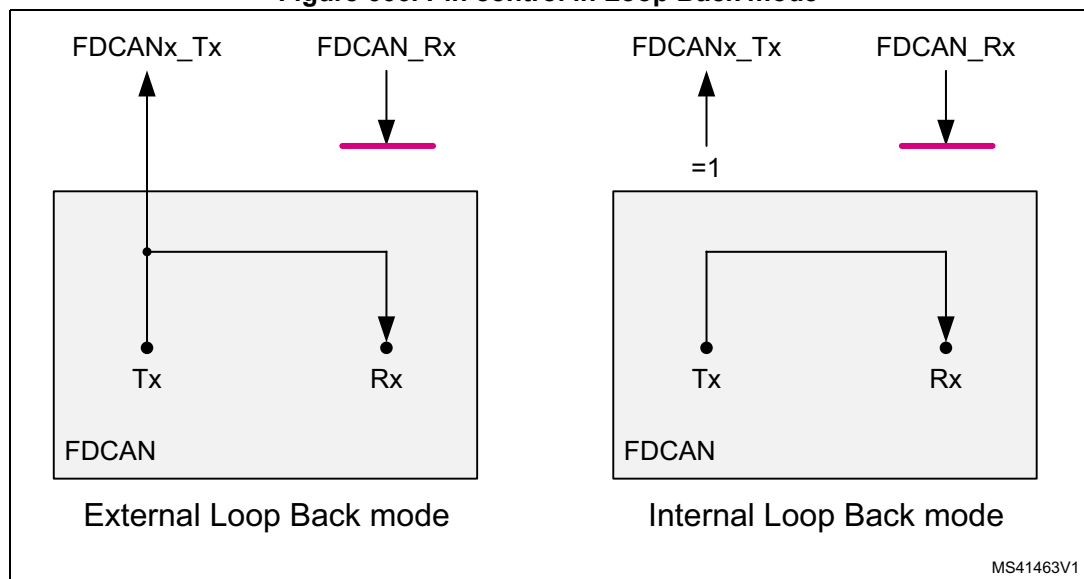 FDCANx_Tx
FDCAN_Rx
Tx
Rx
FDCAN
External Loop Back mode
FDCANx_Tx
FDCAN_Rx
=1
Tx
Rx
FDCAN
Internal Loop Back mode
MS41463V1